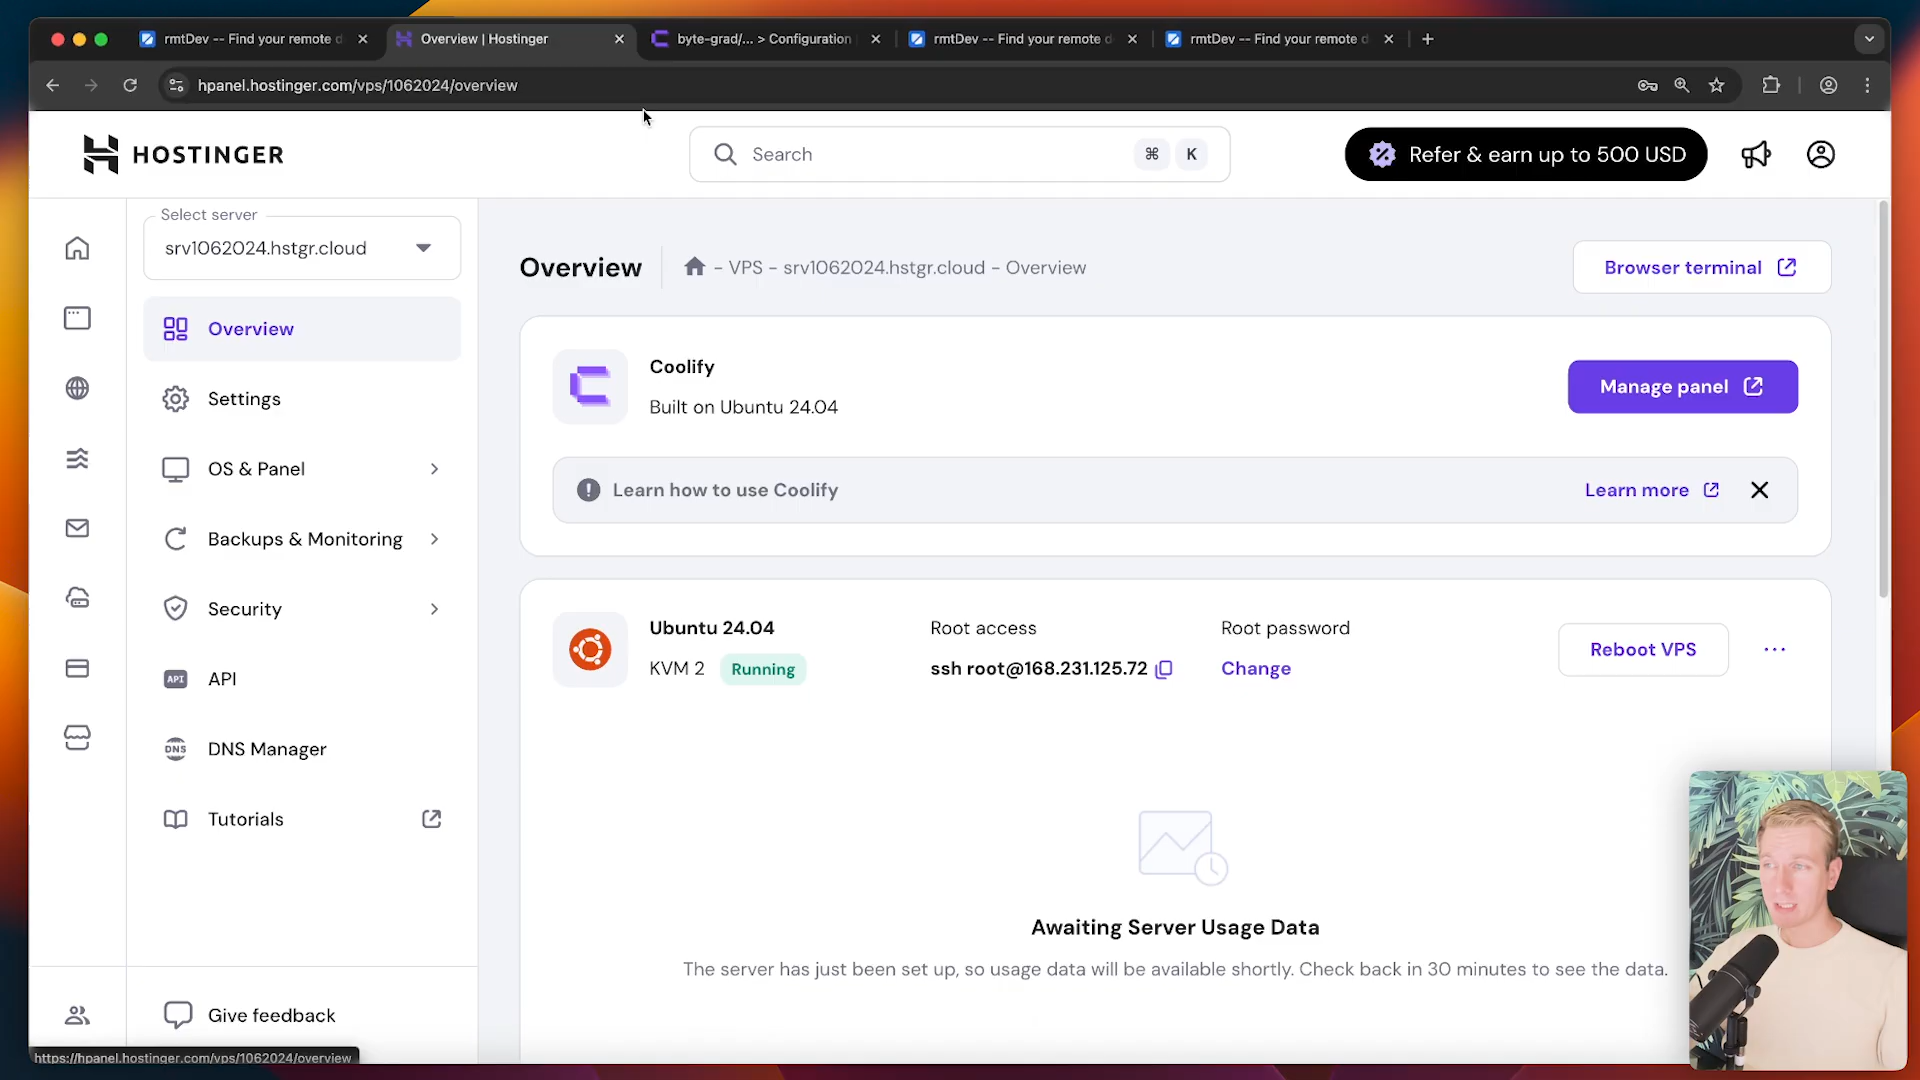 rmtDev -- Find your remote d
Overview | Hostinger
byte-grad/... > Configuration
rmtDev -- Find your remote d
rmtDev -- Find your remote d
hpanel.hostinger.com/vps/1062024/overview
HOSTINGER
Search
⌘ K
Refer & earn up to 500 USD
Select server
srv1062024.hstgr.cloud
Overview
Settings
OS & Panel
Backups & Monitoring
Security
API
API
DNS
DNS Manager
Tutorials
Give feedback
https://hpanel.hostinger.com/vps/1062024/overview
Overview
- VPS - srv1062024.hstgr.cloud - Overview
Browser terminal
Coolify
Built on Ubuntu 24.04
Manage panel
Learn how to use Coolify
Learn more
Ubuntu 24.04
KVM 2 Running
Root access
ssh root@168.231.125.72
Root password
Change
Reboot VPS
Awaiting Server Usage Data
The server has just been set up, so usage data will be available shortly. Check back in 30 minutes to see the data.